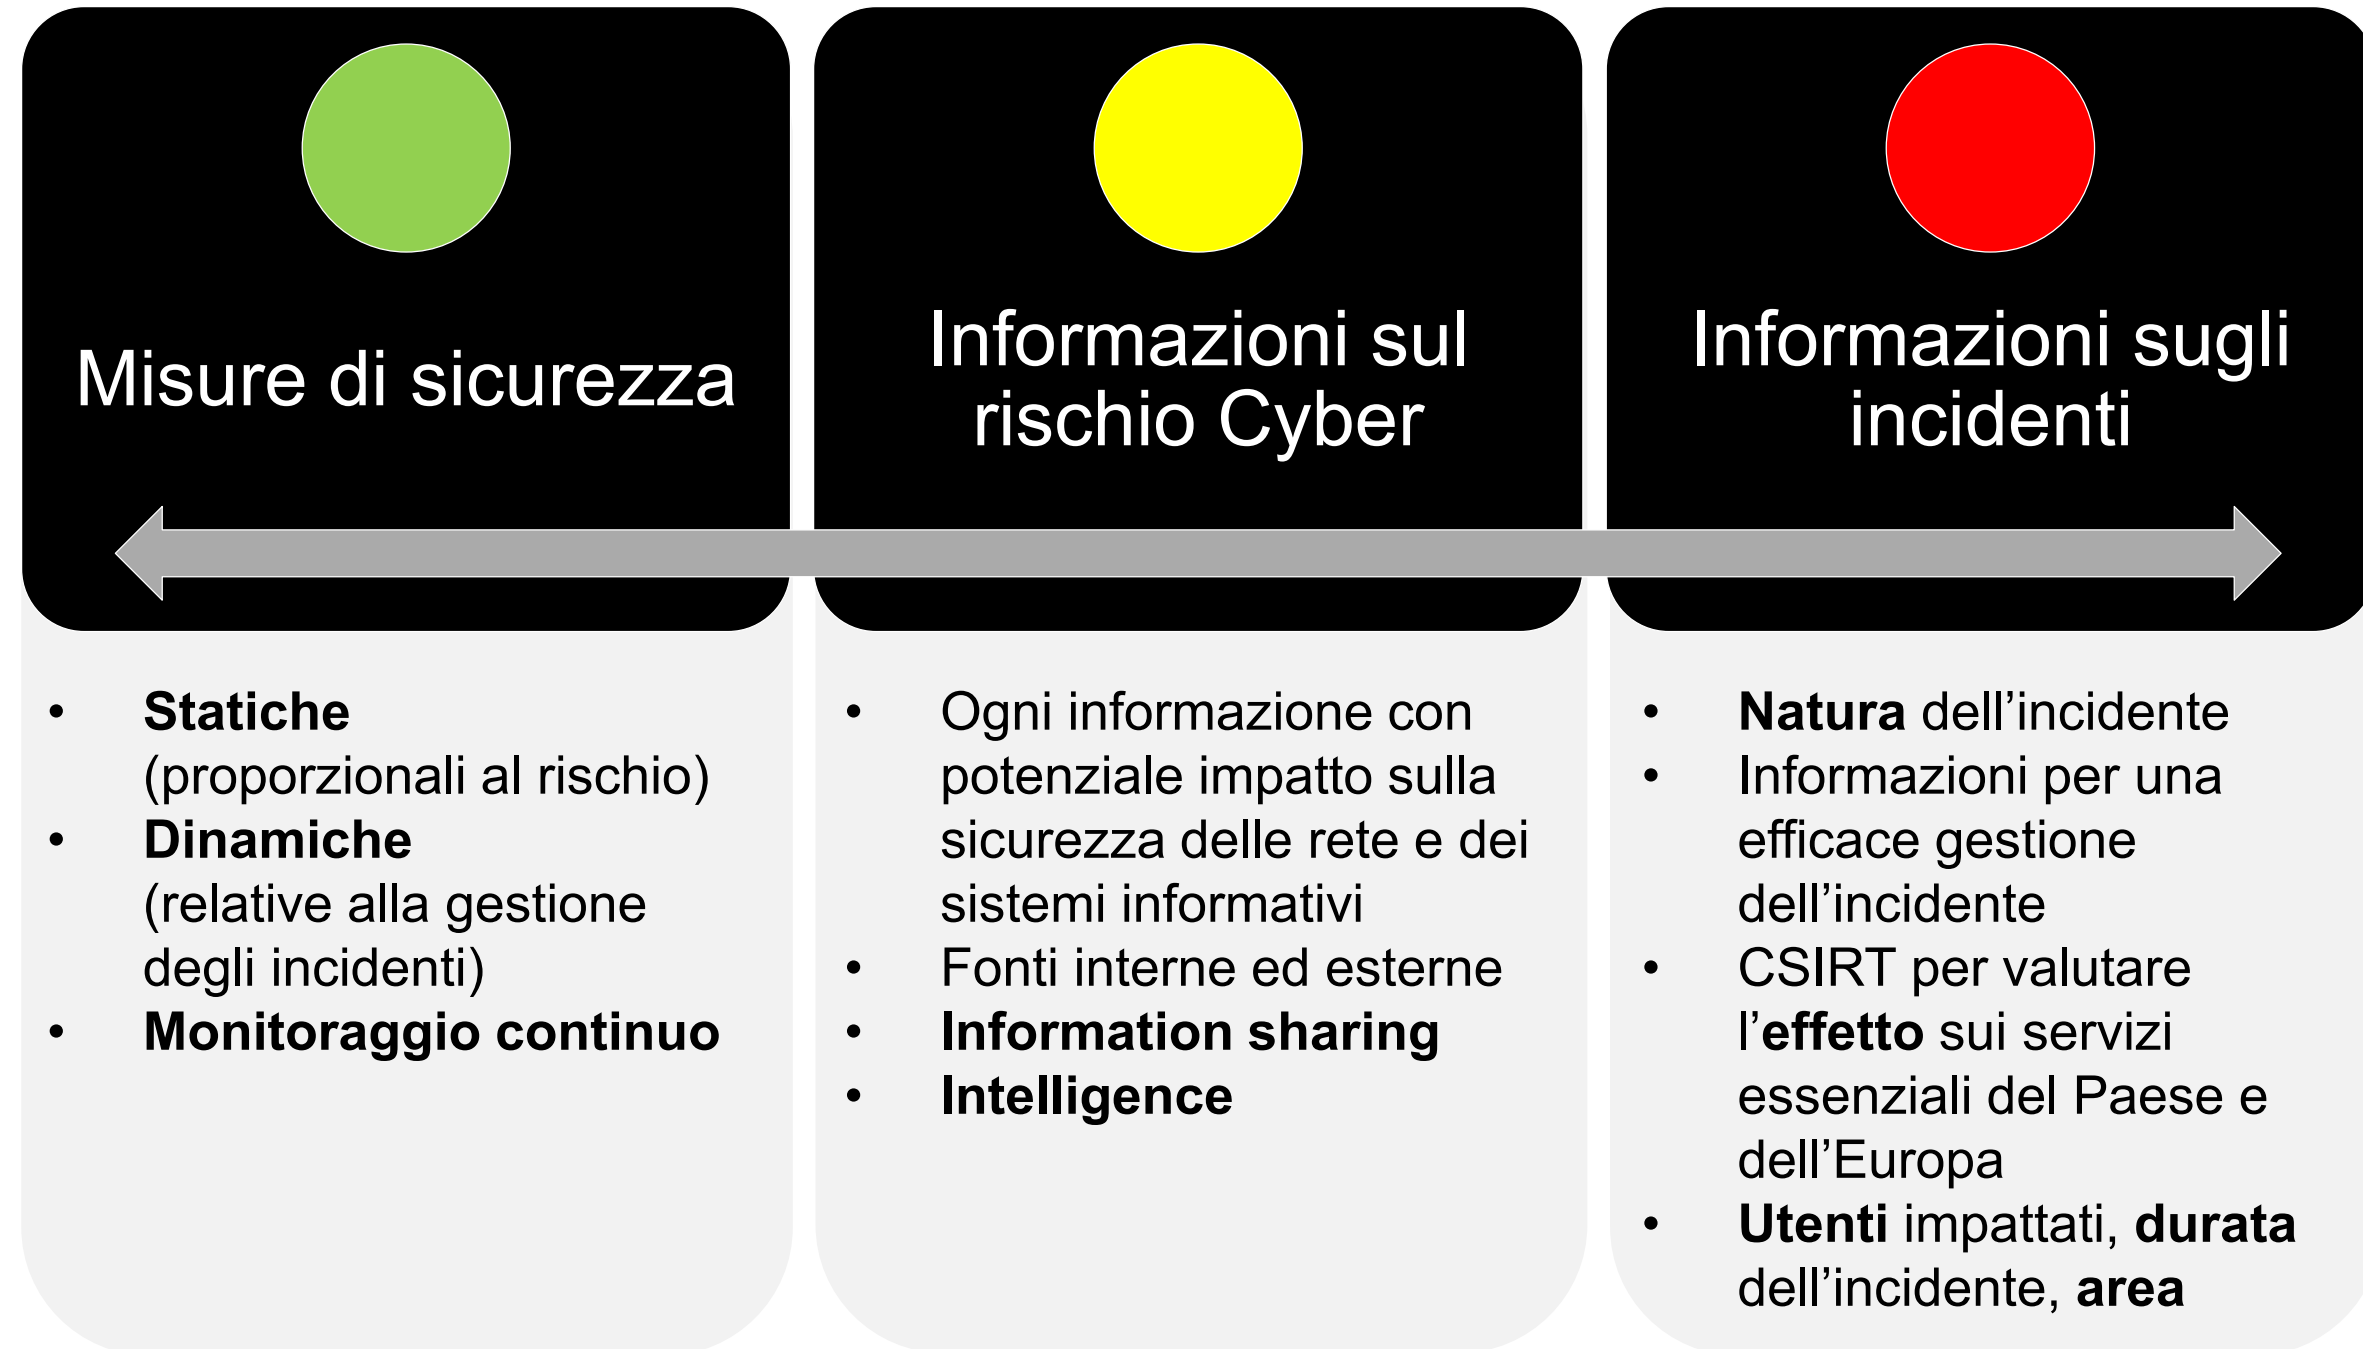 Misure di sicurezza
• Statiche
(proporzionali al rischio)
• Dinamiche
(relative alla gestione
degli incidenti)
• Monitoraggio continuo
Informazioni sul
rischio Cyber
• Ogni informazione con
potenziale impatto sulla
sicurezza delle rete e dei
sistemi informativi
• Fonti interne ed esterne
• Information sharing
• Intelligence
Informazioni sugli
incidenti
• Natura dell’incidente
• Informazioni per una
efficace gestione
dell’incidente
• CSIRT per valutare
l’effetto sui servizi
essenziali del Paese e
dell’Europa
• Utenti impattati, durata
dell’incidente, area